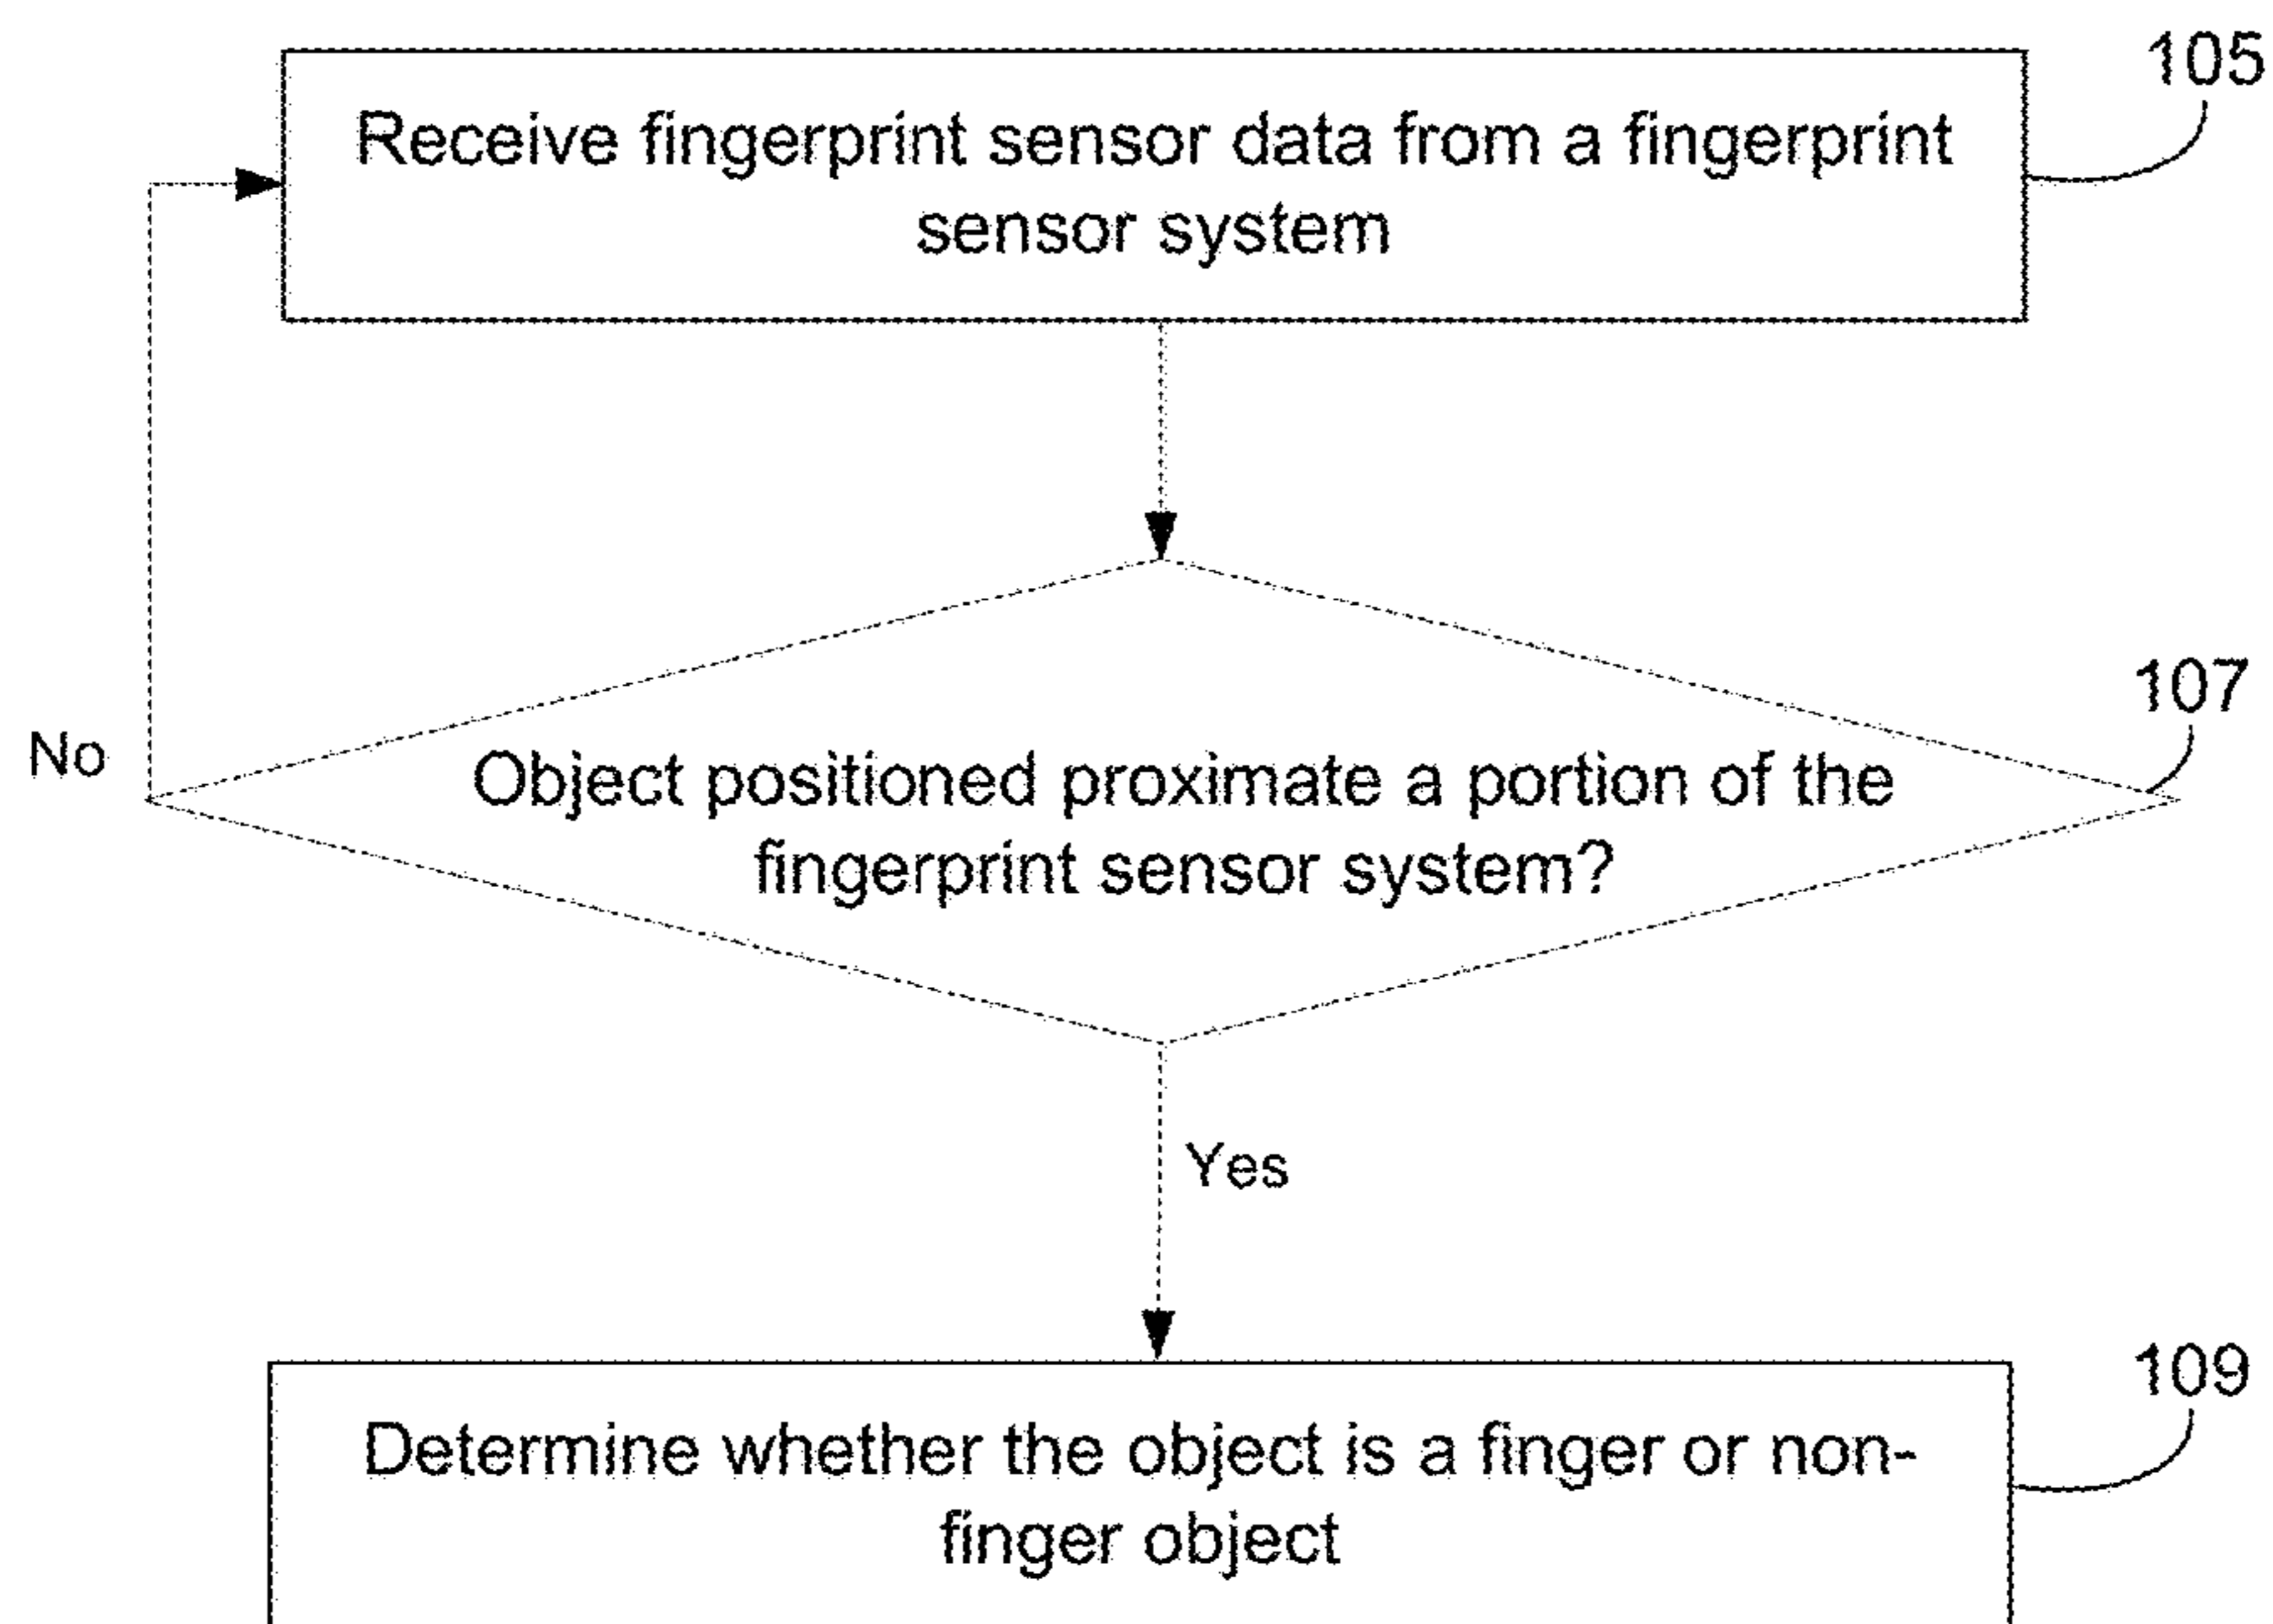 105
Receive fingerprint sensor data from a fingerprint
sensor system
107
No
Object positioned proximate a portion of the
fingerprint sensor system?
Yes
109
Determine whether the object is a finger or non-
finger object